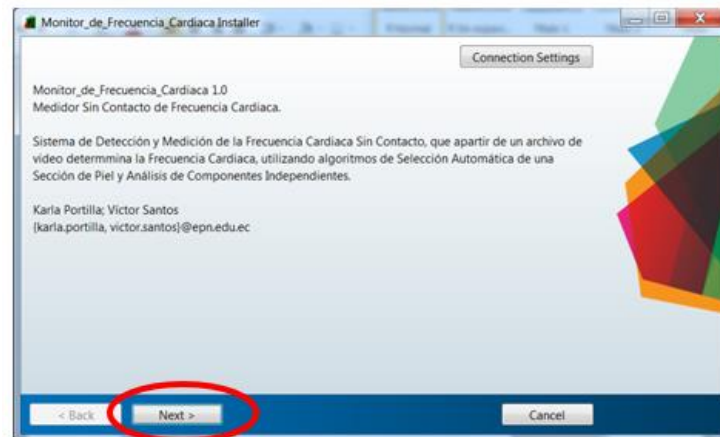 Monitor_de_Frecuencia_Cardiaca Installer
Connection Settings
Monitor_de_Frecuencia_Cardiaca 1.0
Medidor Sin Contacto de Frecuencia Cardiaca.
Sistema de Detección y Medición de la Frecuencia Cardiaca Sin Contacto, que apartir de un archivo de
video determmina la Frecuencia Cardiaca, utilizando algoritmos de Selección Automática de una
Sección de Piel y Análisis de Componentes Independientes.
Karla Portilla; Victor Santos
{karla.portilla, victor.santos}@epn.edu.ec
< Back
Next >
Cancel